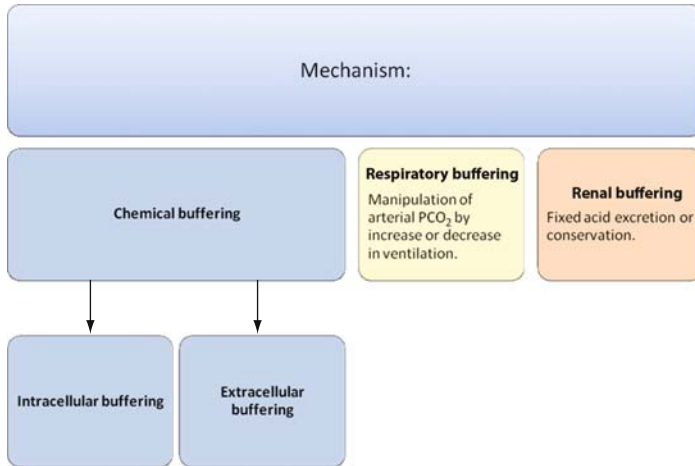 Mechanism:
Chemical buffering
Respiratory buffering
Manipulation of
arterial PCO₂ by
increase or decrease
in ventilation.
Renal buffering
Fixed acid excretion or
conservation.
Intracellular buffering
Extracellular
buffering